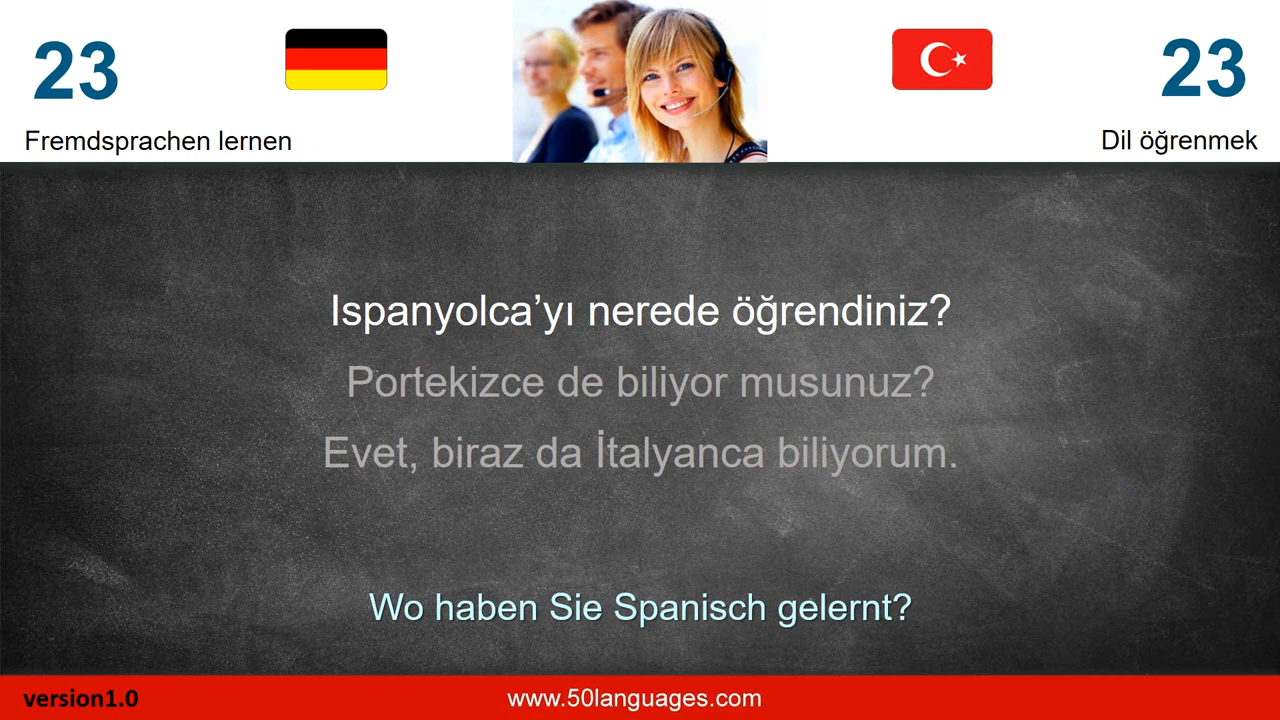 23
23
Fremdsprachen lernen
Dil öğrenmek
Ispanyolca’yı nerede öğrendiniz?
Portekizce de biliyor musunuz?
Evet, biraz da İtalyanca biliyorum.
Wo haben Sie Spanisch gelernt?
version1.0
www.50languages.com